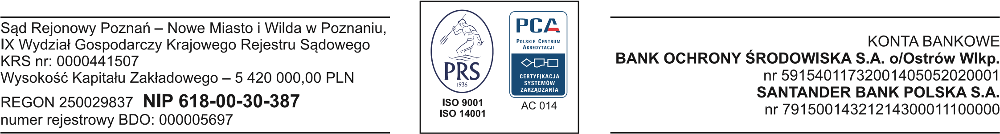 Sąd Rejonowy Poznań – Nowe Miasto i Wilda w Poznaniu,
IX Wydział Gospodarczy Krajowego Rejestru Sądowego
KRS nr: 0000441507
Wysokość Kapitału Zakładowego – 5 420 000,00 PLN
REGON 250029837 NIP 618-00-30-387
numer rejestrowy BDO: 000005697
PRS
1936
ISO 9001
ISO 14001
PCA
POLSKIE CENTRUM
AKREDYTACJI
CERTYFIKACJA
SYSTEMÓW
ZARZĄDZANIA
AC 014
KONTA BANKOWE
BANK OCHRONY ŚRODOWISKA S.A. o/Ostrów Wlkp.
nr 59154011732001405052020001
SANTANDER BANK POLSKA S.A.
nr 79150014321214300011100000